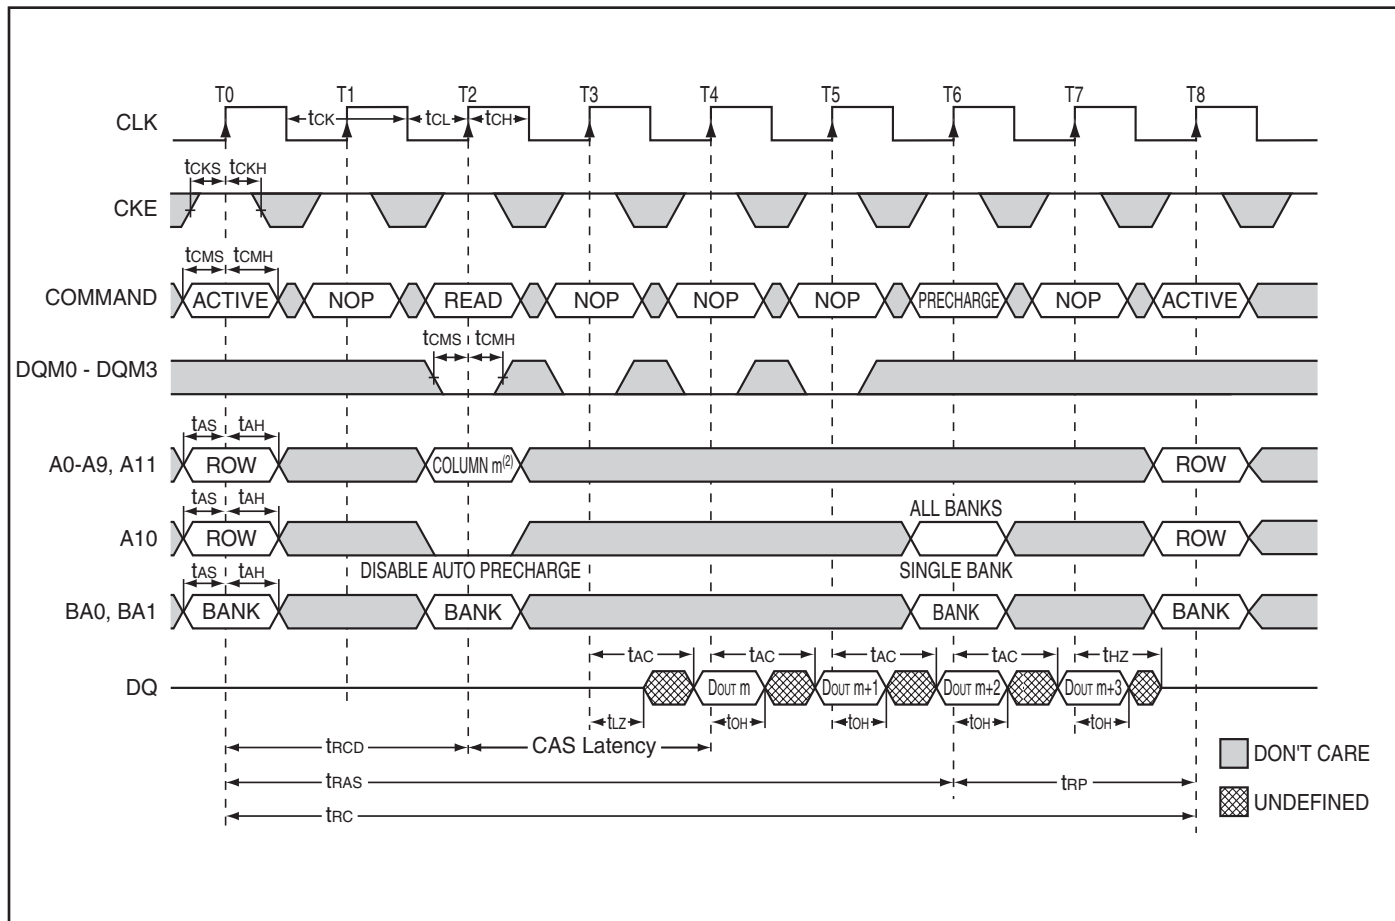 T0 T1 T2 T3 T4 T5 T6 T7 T8
CLK tCK tCL tCH
tCKS tCKH
CKE
tCMS tCMH
COMMAND ACTIVE NOP READ NOP NOP NOP PRECHARGE NOP ACTIVE
tCMS tCMH
DQM0 - DQM3
tAS tAH
A0-A9, A11 ROW COLUMN m(2) ROW
tAS tAH ALL BANKS
A10 ROW ROW
DISABLE AUTO PRECHARGE SINGLE BANK
tAS tAH
BA0, BA1 BANK BANK BANK BANK
tAC tAC tAC tAC tHZ
DQ DOUT m DOUT m+1 DOUT m+2 DOUT m+3
tLZ tOH tOH tOH tOH
tRCD CAS Latency
DON'T CARE
tRAS tRP
UNDEFINED
tRC